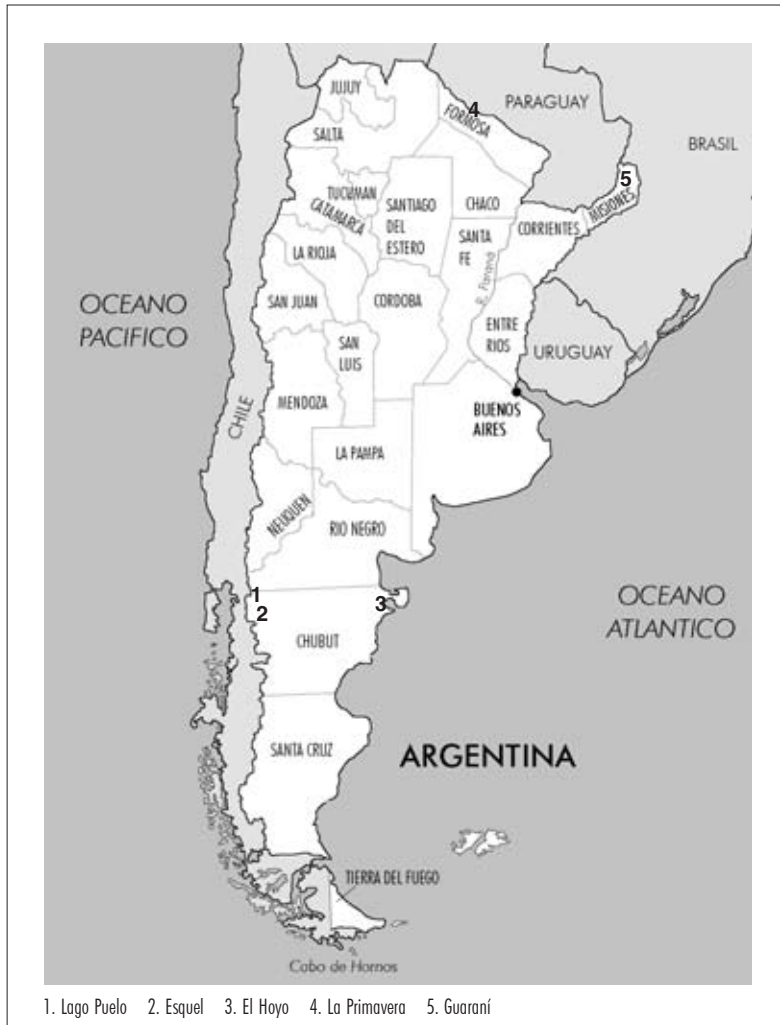 JUJUY
4
FORMOSA
PARAGUAY
SALTA
BRASIL
5
MISIONES
TUCUMAN
CATAMARCA
SANTIAGO
DEL
ESTERO
CHACO
CORRIENTES
SANTA
FE
LA RIOJA
R. Paraná
OCEANO
PACIFICO
SAN JUAN
CORDOBA
ENTRE
RIOS
SAN
LUIS
URUGUAY
CHILE
MENDOZA
BUENOS
AIRES
LA PAMPA
NEUQUEN
RIO NEGRO
1
2
3
OCEANO
ATLANTICO
CHUBUT
SANTA CRUZ
ARGENTINA
TIERRA DEL FUEGO
Cabo de Hornos
1. Lago Puelo 2. Esquel 3. El Hoyo 4. La Primavera 5. Guaraní